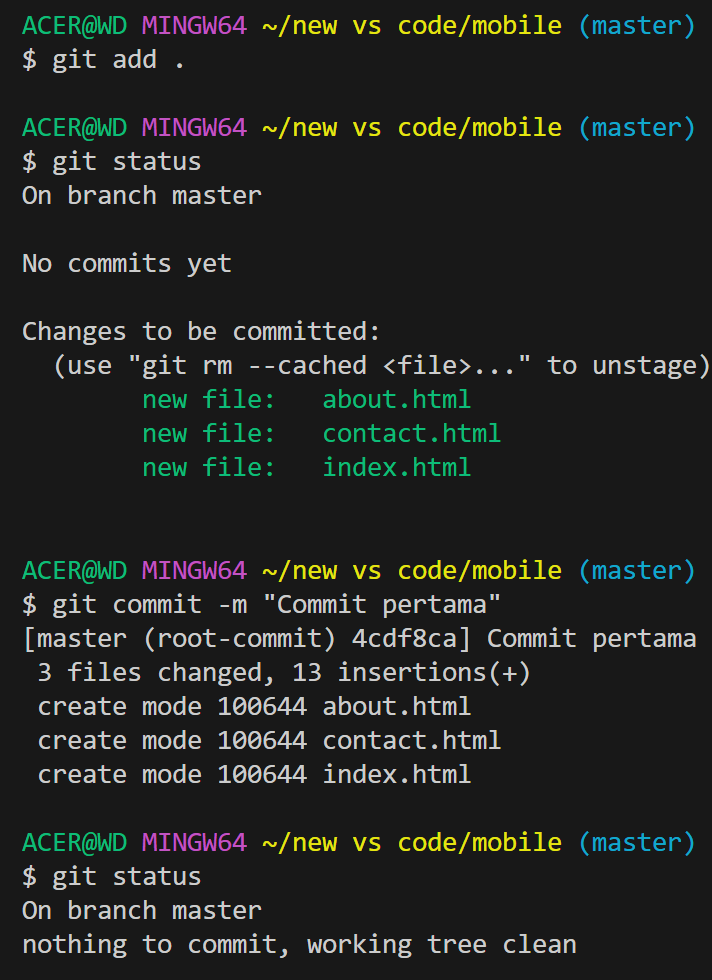 ACER@WD MINGW64 ~/new vs code/mobile (master)
$ git add .
ACER@WD MINGW64 ~/new vs code/mobile (master)
$ git status
On branch master
No commits yet
Changes to be committed:
  (use "git rm --cached <file>..." to unstage)
        new file:   about.html
        new file:   contact.html
        new file:   index.html
ACER@WD MINGW64 ~/new vs code/mobile (master)
$ git commit -m "Commit pertama"
[master (root-commit) 4cdf8ca] Commit pertama
 3 files changed, 13 insertions(+)
 create mode 100644 about.html
 create mode 100644 contact.html
 create mode 100644 index.html
ACER@WD MINGW64 ~/new vs code/mobile (master)
$ git status
On branch master
nothing to commit, working tree clean